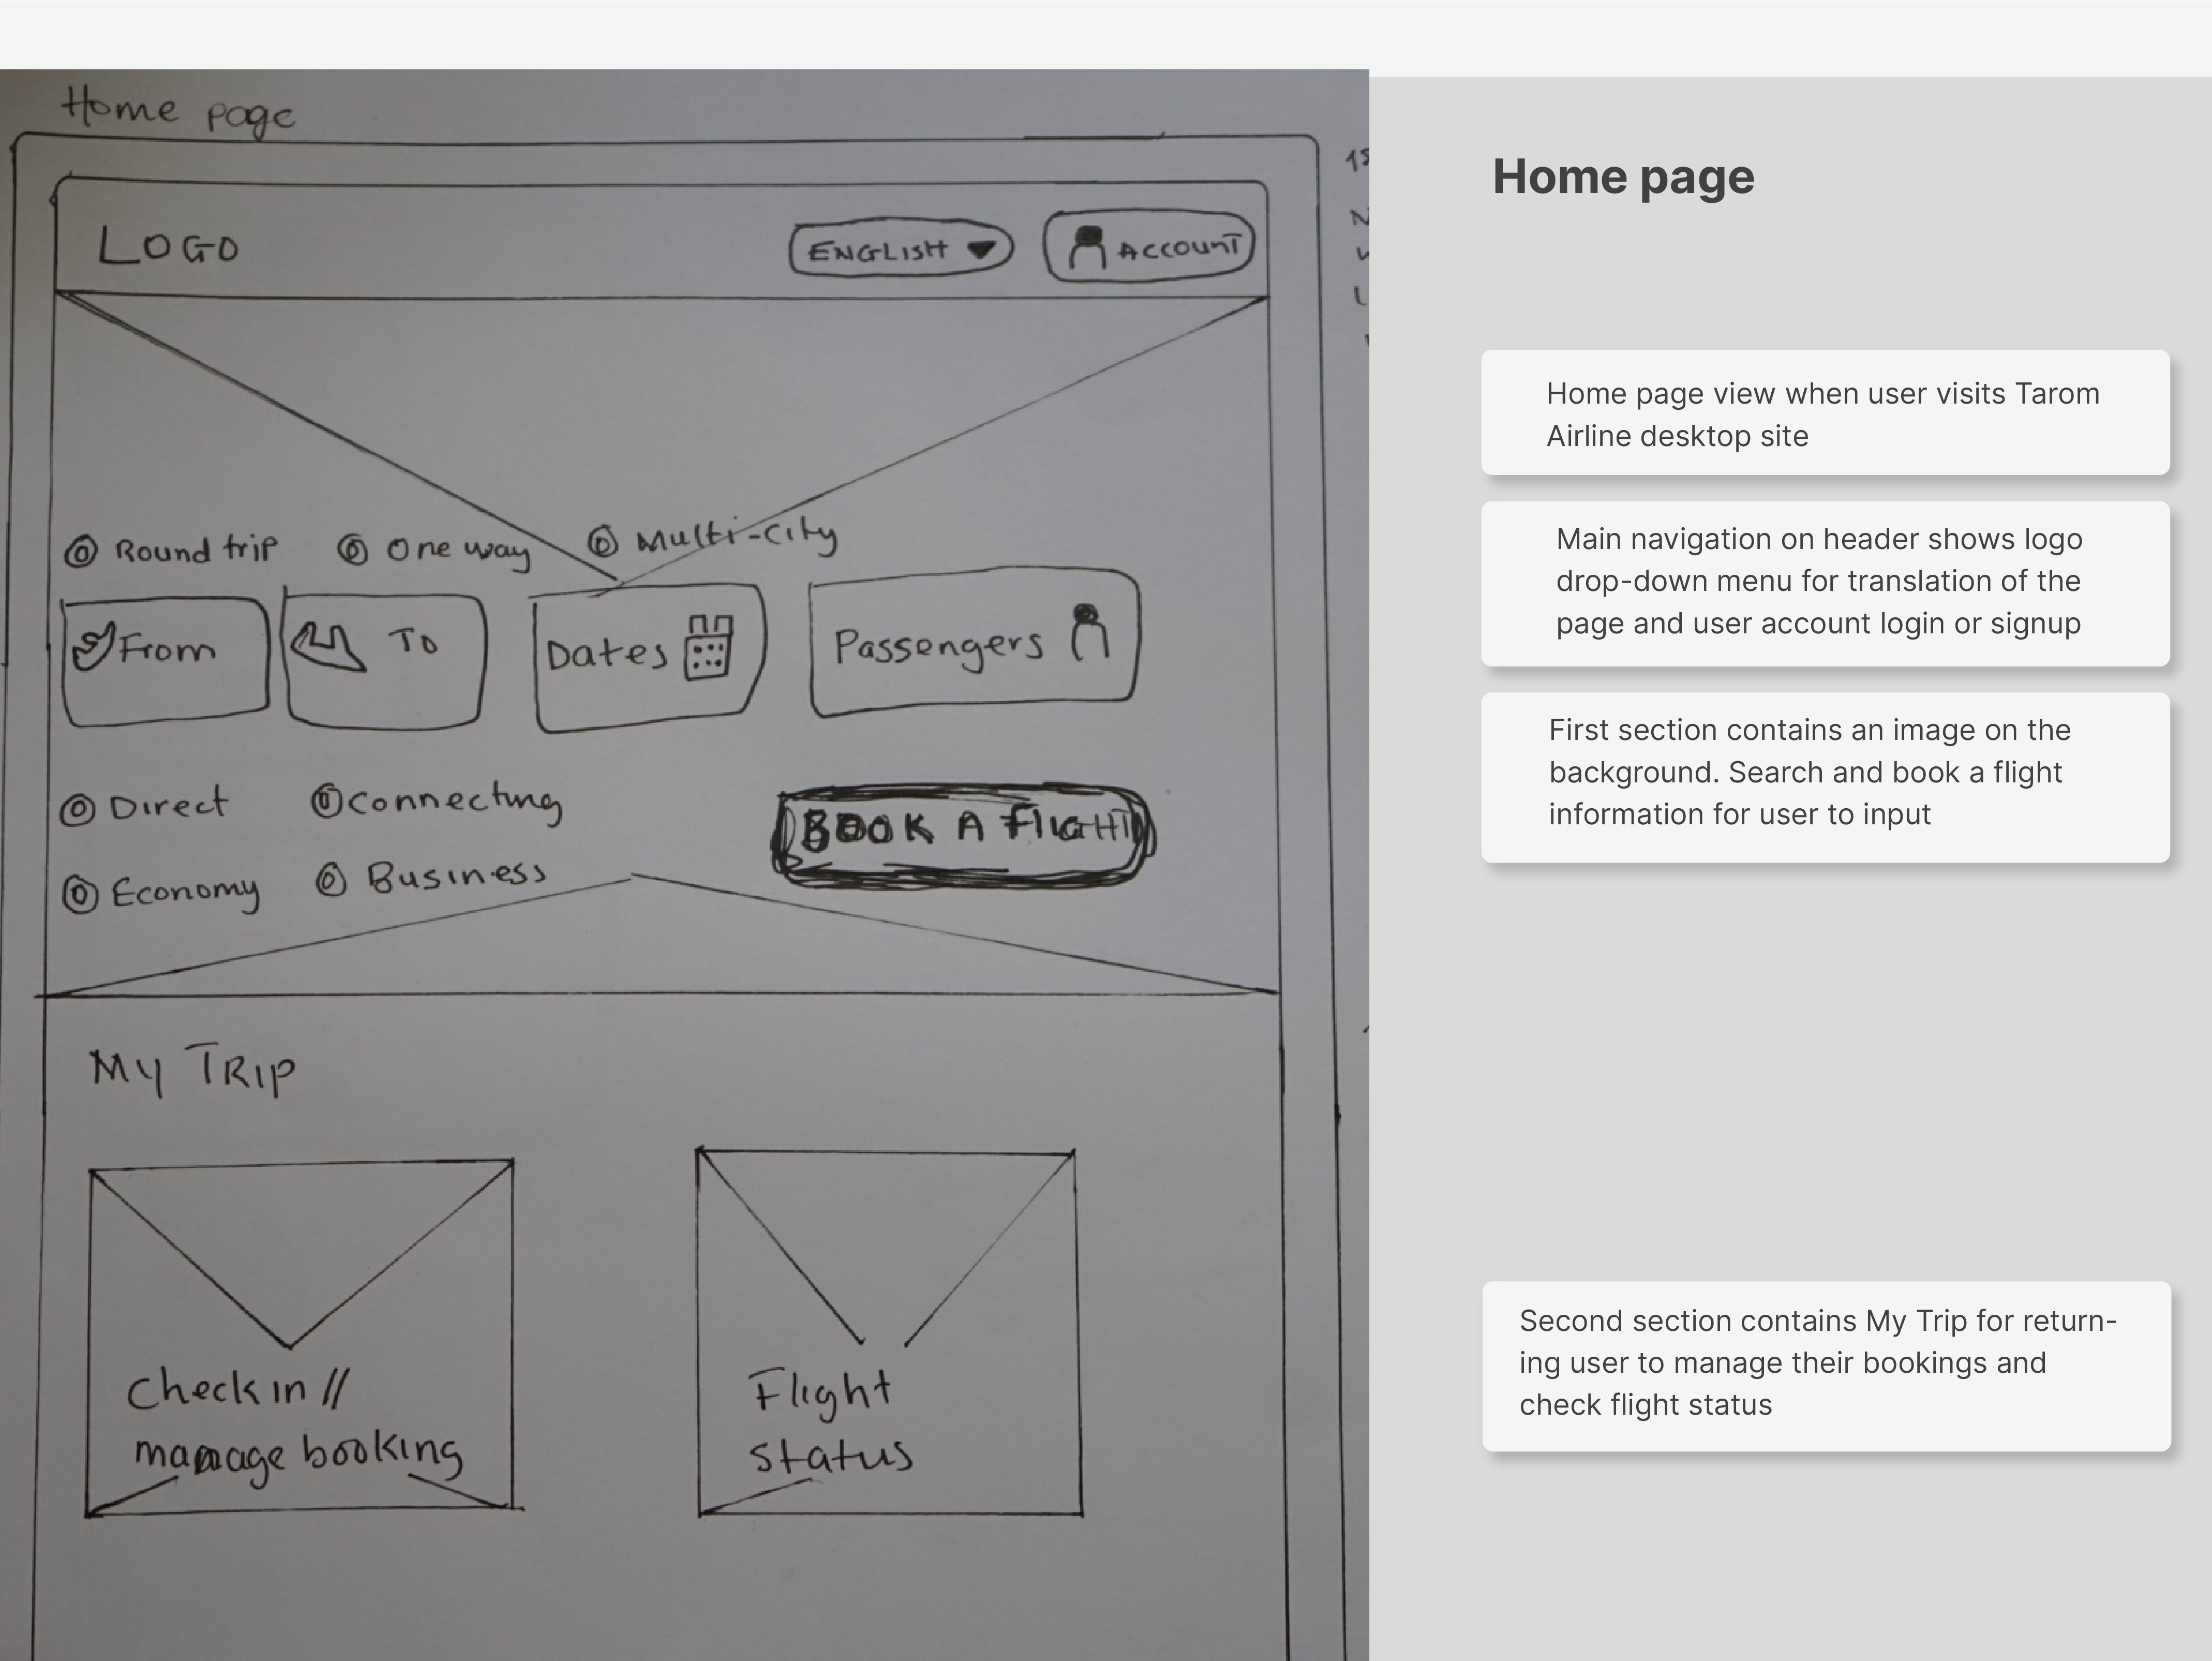 Home page
LOGO
ENGLISH
ACCOUNT
Round trip
One way
Multi-city
From
To
Dates
Passengers
Direct
Connecting
BOOK A FlIGHT
Economy
Business
MY TRIP
Check in //
manage booking
Flight
status
Home page
Home page view when user visits Tarom
Airline desktop site
Main navigation on header shows logo
drop-down menu for translation of the
page and user account login or signup
First section contains an image on the
background. Search and book a flight
information for user to input
Second section contains My Trip for return-
ing user to manage their bookings and
check flight status